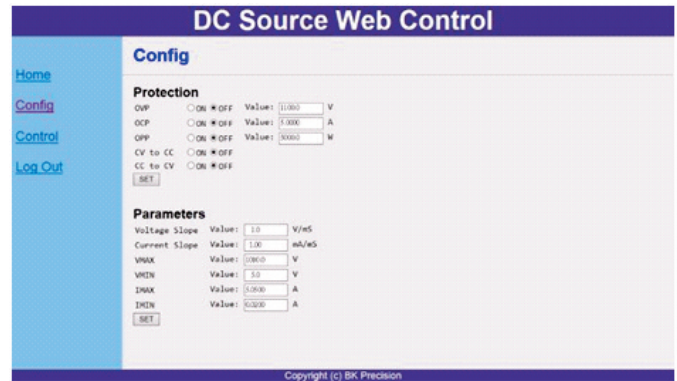 DC Source Web Control
Home
Config
Control
Log Out
Config
Protection
OVP ON OFF Value: V
OCP ON OFF Value: A
OPP ON OFF Value: W
CV to CC ON OFF
CC to CV ON OFF
SET
Parameters
Voltage Slope Value: 1.0 V/mS
Current Slope Value: 1.00 mA/mS
VMAX Value: V
VMIN Value: 5.0 V
IMAX Value: A
IMIN Value: A
SET
Copyright (c) BK Precision